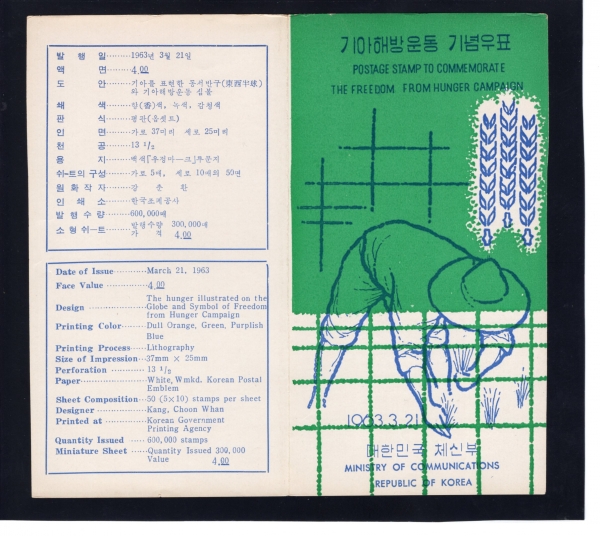 발 행 일········1963년 3월 21일
액 면········4.00
도 안········기아를 표현한 동서반구(東西半球)
와 기아해방운동 심볼
쇄 색········등(橙)색, 녹색, 감청색
판 식········평판(옵셋트)
인 면········가로 37미리 세로 25미리
천 공········13 1/2
용 지········백색『우정마ー크』투문지
쉬ー트의 구성········가로 5매, 세로 10매의 50면
원 화 작 자········강 춘 환
인 쇄 소········한국조폐공사
발 행 수 량········600,000매
소 형 쉬ー트········발행수량 300,000매
가 격 4.00
Date of Issue········March 21, 1963
Face Value········4.00
Design········The hunger illustrated on the
Globe and Symbol of Freedom
from Hunger Campaign
Printing Color········Dull Orange, Green, Purplish
Blue
Printing Process········Lithography
Size of Impression········37mm × 25mm
Perforation········13
Paper········White, Wmkd. Korean Postal
Emblem
Sheet Composition········50 (5×10) stamps per sheet
Designer········Kang, Choon Whan
Printed at········Korean Government
Printing Agency
Quantity Issued········600,000 stamps
Miniature Sheet········Quantity Issued 300,000
Value 4.00
기아해방운동 기념우표
POSTAGE STAMP TO COMMEMORATE
THE FREEDOM FROM HUNGER CAMPAIGN
1963.3.21
대한민국 체신부
MINISTRY OF COMMUNICATIONS
REPUBLIC OF KOREA